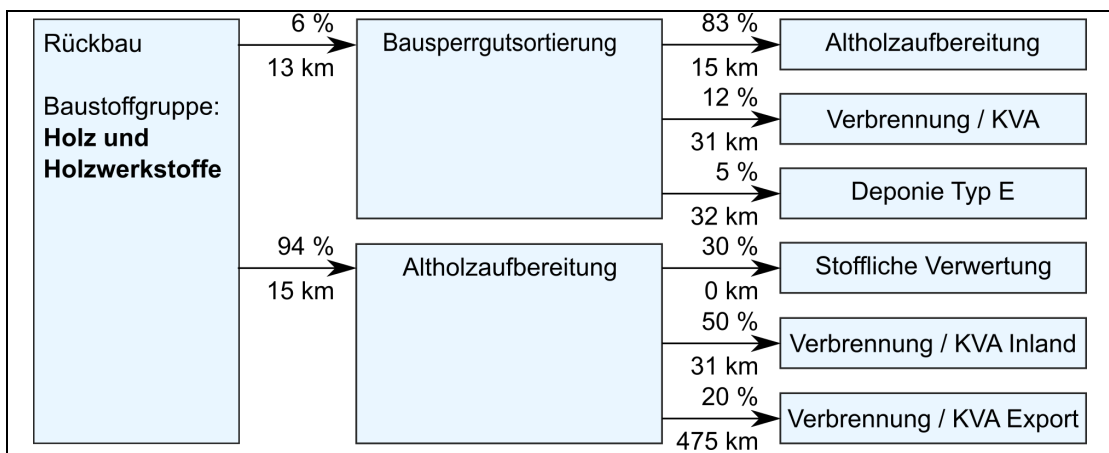 Rückbau
Baustoffgruppe:
Holz und
Holzwerkstoffe
6 %
13 km
Bausperrgutsortierung
83 %
15 km
Altholzaufbereitung
12 %
31 km
Verbrennung / KVA
5 %
32 km
Deponie Typ E
94 %
15 km
Altholzaufbereitung
30 %
0 km
Stoffliche Verwertung
50 %
31 km
Verbrennung / KVA Inland
20 %
475 km
Verbrennung / KVA Export